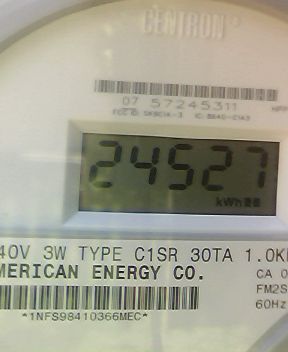 CENTRON
07 57245311
24527
kWh
40V 3W TYPE C1SR 30TA 1.0K
MERICAN ENERGY CO.
CA 0
FM2S
60Hz
*1NFS98410366MEC*